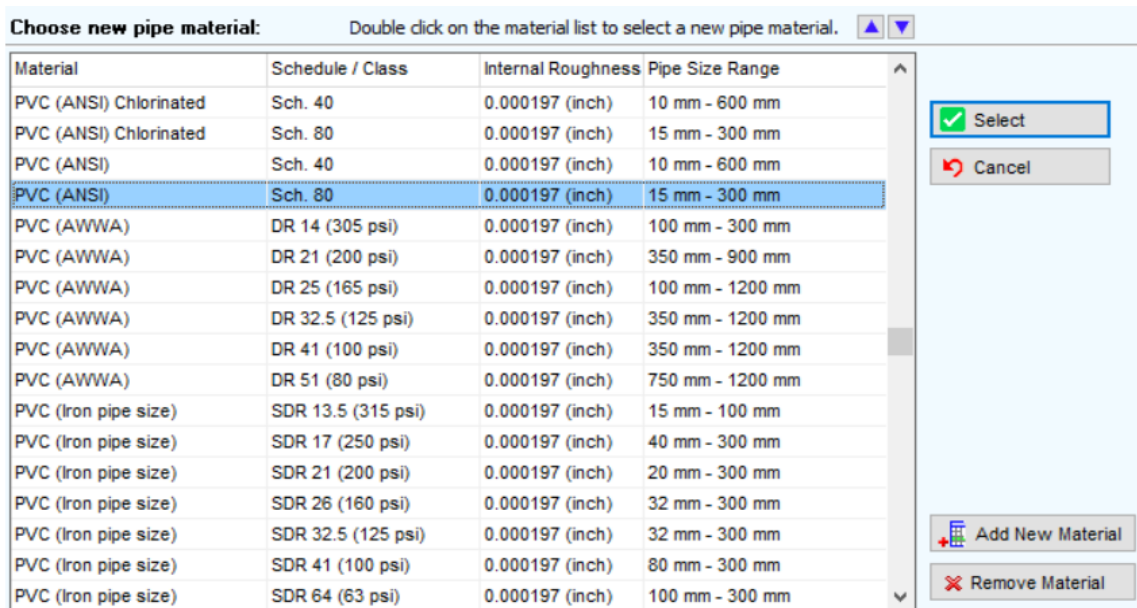 Choose new pipe material: Double click on the material list to select a new pipe material.
Material Schedule / Class Internal Roughness Pipe Size Range
PVC (ANSI) Chlorinated Sch. 40 0.000197 (inch) 10 mm - 600 mm
PVC (ANSI) Chlorinated Sch. 80 0.000197 (inch) 15 mm - 300 mm
PVC (ANSI) Sch. 40 0.000197 (inch) 10 mm - 600 mm
PVC (ANSI) Sch. 80 0.000197 (inch) 15 mm - 300 mm
PVC (AWWA) DR 14 (305 psi) 0.000197 (inch) 100 mm - 300 mm
PVC (AWWA) DR 21 (200 psi) 0.000197 (inch) 350 mm - 900 mm
PVC (AWWA) DR 25 (165 psi) 0.000197 (inch) 100 mm - 1200 mm
PVC (AWWA) DR 32.5 (125 psi) 0.000197 (inch) 350 mm - 1200 mm
PVC (AWWA) DR 41 (100 psi) 0.000197 (inch) 350 mm - 1200 mm
PVC (AWWA) DR 51 (80 psi) 0.000197 (inch) 750 mm - 1200 mm
PVC (Iron pipe size) SDR 13.5 (315 psi) 0.000197 (inch) 15 mm - 100 mm
PVC (Iron pipe size) SDR 17 (250 psi) 0.000197 (inch) 40 mm - 300 mm
PVC (Iron pipe size) SDR 21 (200 psi) 0.000197 (inch) 20 mm - 300 mm
PVC (Iron pipe size) SDR 26 (160 psi) 0.000197 (inch) 32 mm - 300 mm
PVC (Iron pipe size) SDR 32.5 (125 psi) 0.000197 (inch) 32 mm - 300 mm
PVC (Iron pipe size) SDR 41 (100 psi) 0.000197 (inch) 80 mm - 300 mm
PVC (Iron pipe size) SDR 64 (63 psi) 0.000197 (inch) 100 mm - 300 mm
Select
Cancel
Add New Material
Remove Material